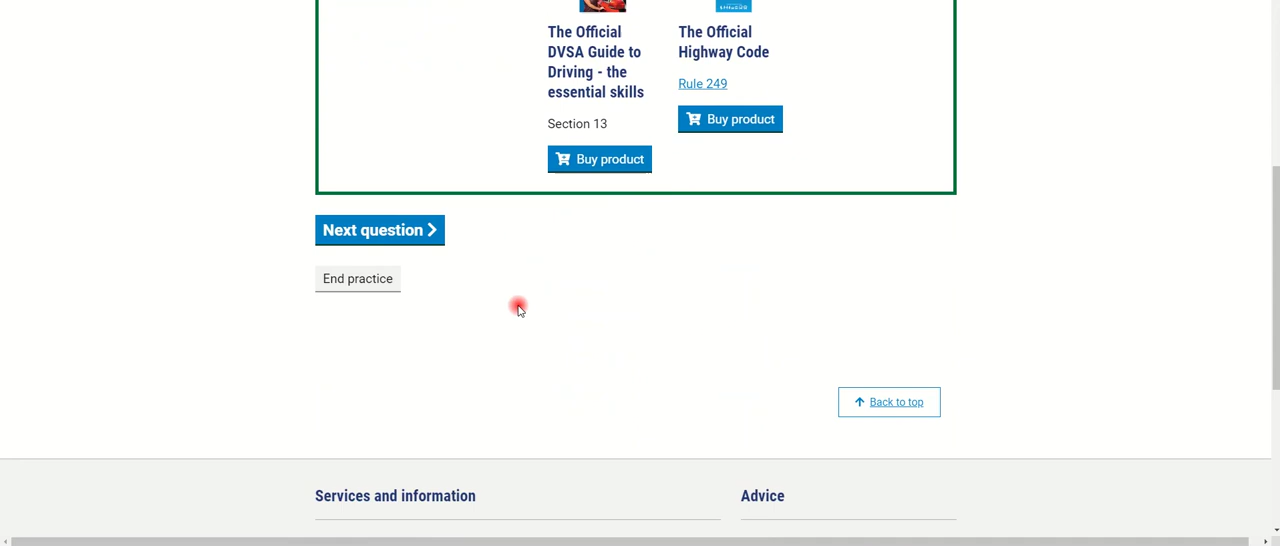 The Official
DVSA Guide to
Driving - the
essential skills
Section 13
Buy product
The Official
Highway Code
Rule 249
Buy product
Next question
End practice
Back to top
Services and information
Advice